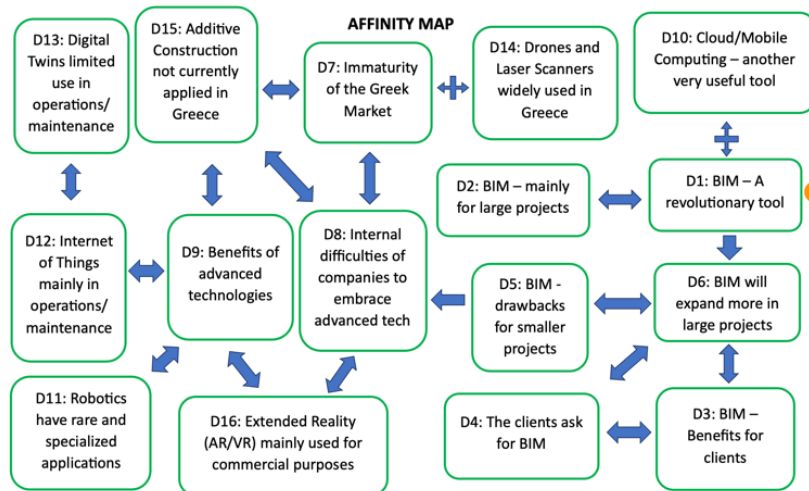 AFFINITY MAP
D13: Digital
Twins limited
use in
operations/
maintenance
D15: Additive
Construction
not currently
applied in
Greece
D7: Immaturity
of the Greek
Market
D14: Drones and
Laser Scanners
widely used in
Greece
D10: Cloud/Mobile
Computing – another
very useful tool
D2: BIM – mainly
for large projects
D1: BIM – A
revolutionary tool
D12: Internet
of Things
mainly in
operations/
maintenance
D9: Benefits of
advanced
technologies
D8: Internal
difficulties of
companies to
embrace
advanced tech
D5: BIM -
drawbacks
for smaller
projects
D6: BIM will
expand more in
large projects
D11: Robotics
have rare and
specialized
applications
D16: Extended Reality
(AR/VR) mainly used for
commercial purposes
D4: The clients ask
for BIM
D3: BIM –
Benefits for
clients